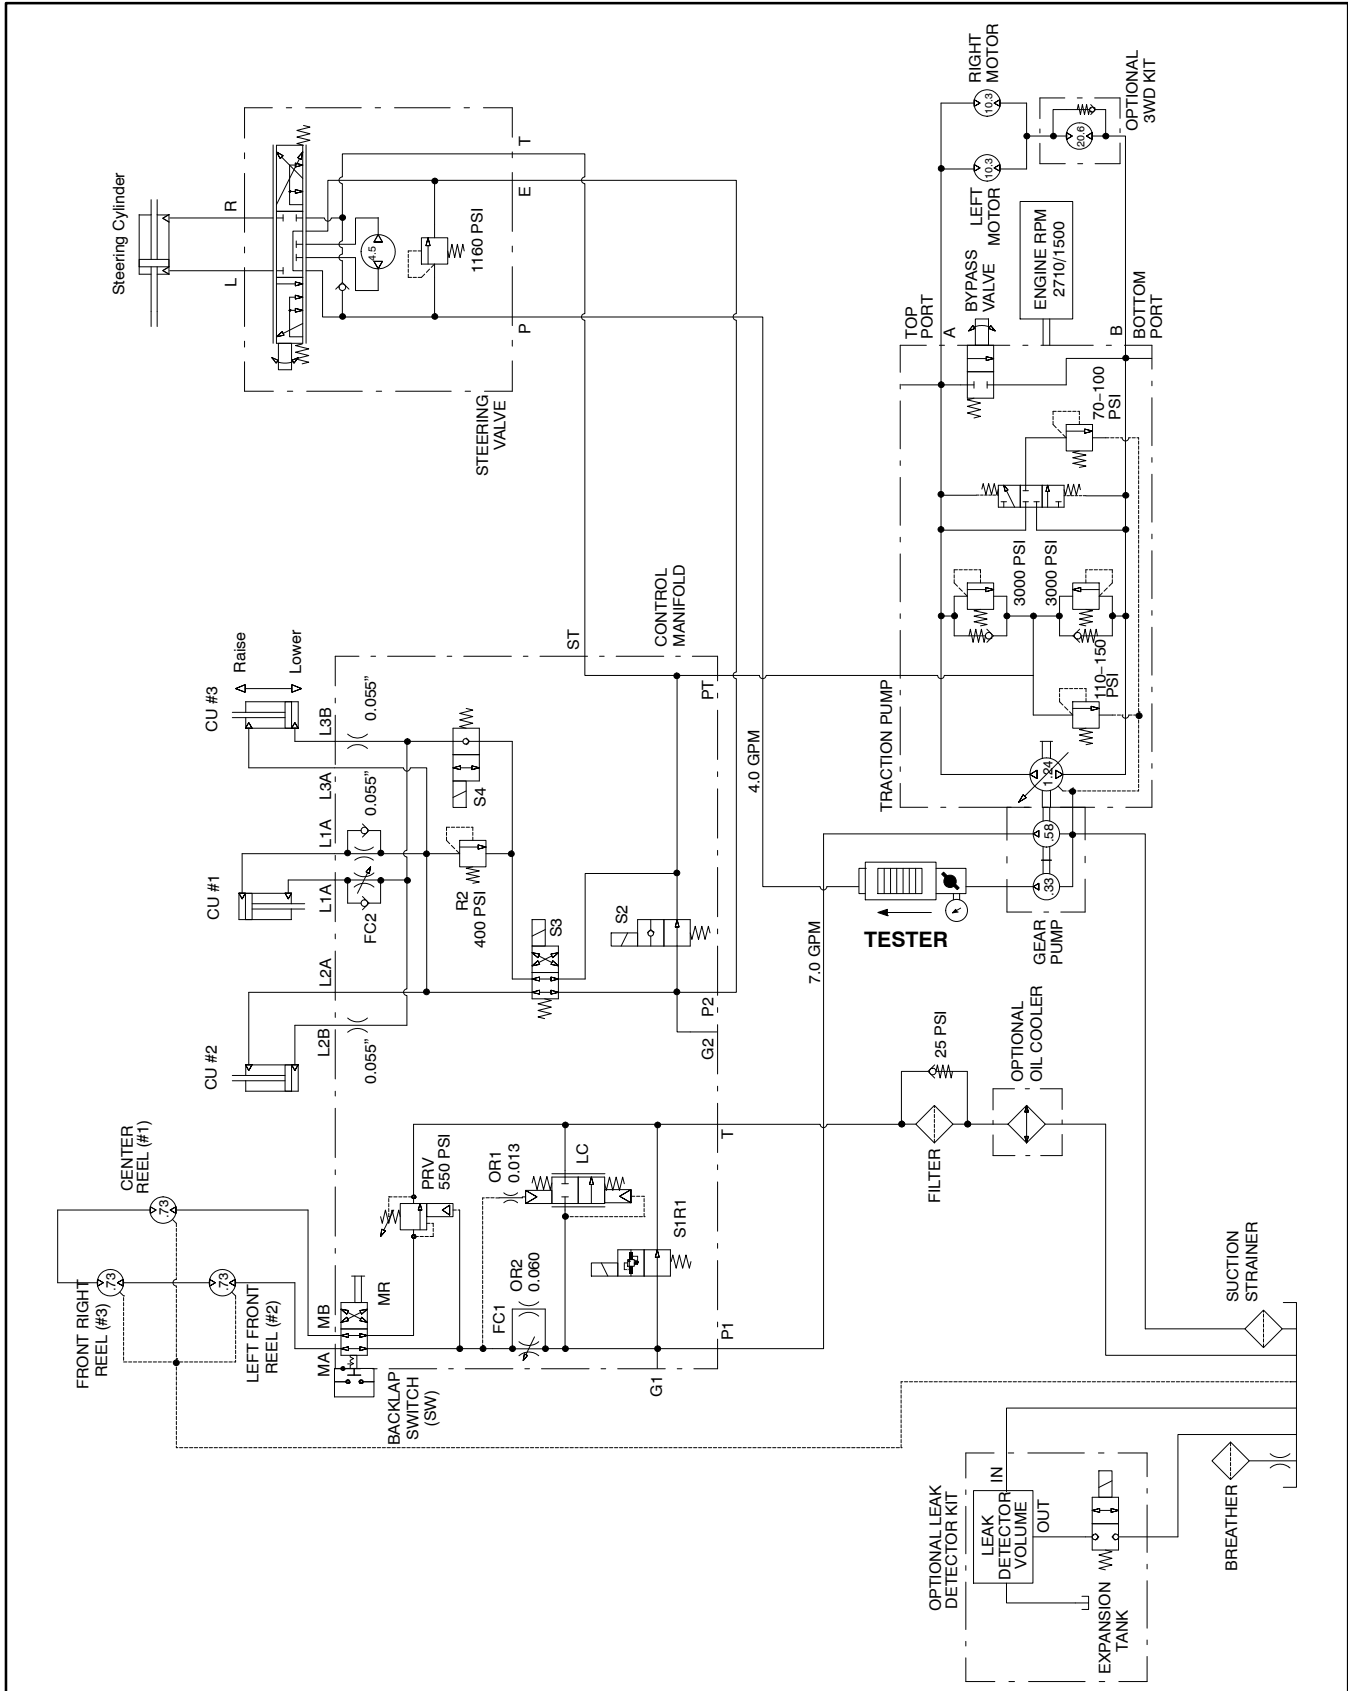 Steering Cylinder
L
R
STEERING
VALVE
4.5
1160 PSI
P
E
T
RIGHT
MOTOR
10.3
LEFT
MOTOR
10.3
OPTIONAL
3WD KIT
20.6
TOP
PORT
A
BYPASS
VALVE
ENGINE RPM
2710/1500
B
BOTTOM
PORT
70–100
PSI
3000 PSI
3000 PSI
110–150
PSI
TRACTION PUMP
1.24
.58
.33
GEAR
PUMP
TESTER
4.0 GPM
7.0 GPM
CU #3
Raise
Lower
CU #1
CU #2
L3B
0.055”
L3A
L1A
0.055”
L1A
FC2
L2A
L2B
0.055”
S4
R2
400 PSI
S3
S2
ST
CONTROL
MANIFOLD
PT
P2
G2
CENTER
REEL (#1)
.73
FRONT RIGHT
REEL (#3)
.73
LEFT FRONT
REEL (#2)
.73
MB
MA
MR
BACKLAP
SWITCH
(SW)
PRV
550 PSI
OR1
0.013
LC
OR2
0.060
FC1
S1R1
T
P1
G1
25 PSI
FILTER
OPTIONAL
OIL COOLER
SUCTION
STRAINER
BREATHER
OPTIONAL LEAK
DETECTOR KIT
IN
LEAK
DETECTOR
VOLUME
OUT
EXPANSION
TANK